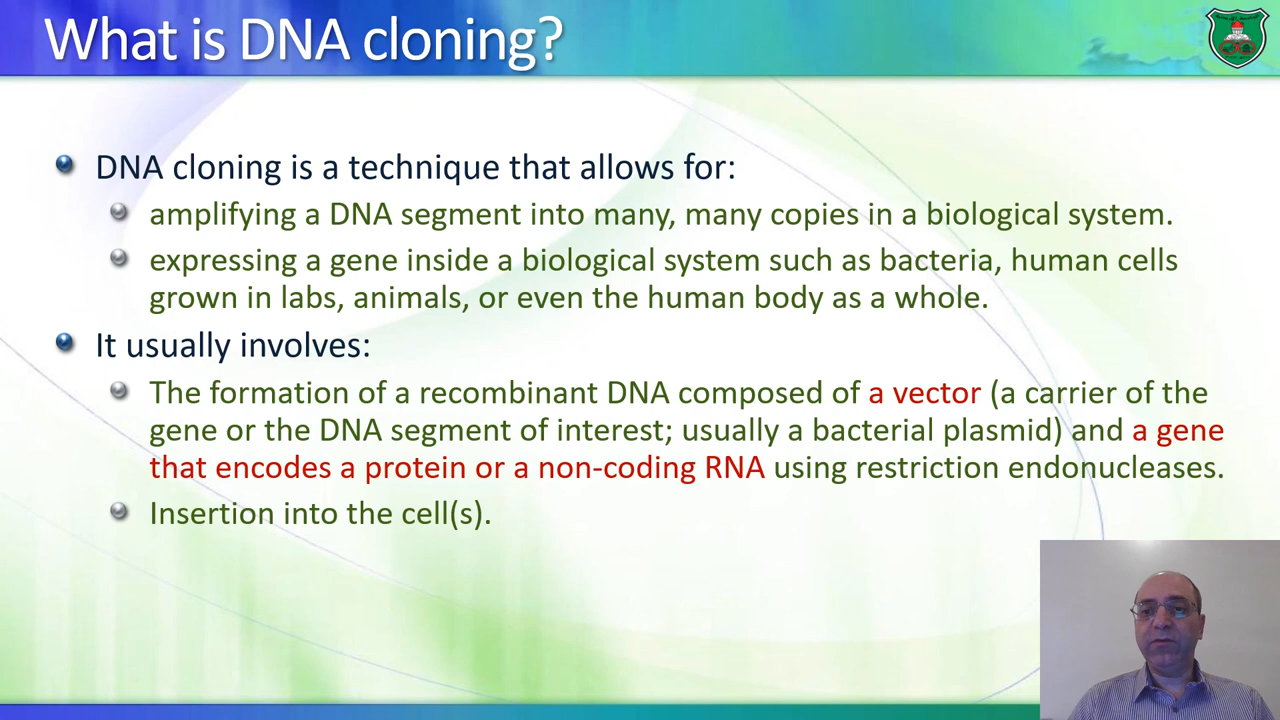 What is DNA cloning?
DNA cloning is a technique that allows for:
amplifying a DNA segment into many, many copies in a biological system.
expressing a gene inside a biological system such as bacteria, human cells
grown in labs, animals, or even the human body as a whole.
It usually involves:
The formation of a recombinant DNA composed of a vector (a carrier of the
gene or the DNA segment of interest; usually a bacterial plasmid) and a gene
that encodes a protein or a non-coding RNA using restriction endonucleases.
Insertion into the cell(s).